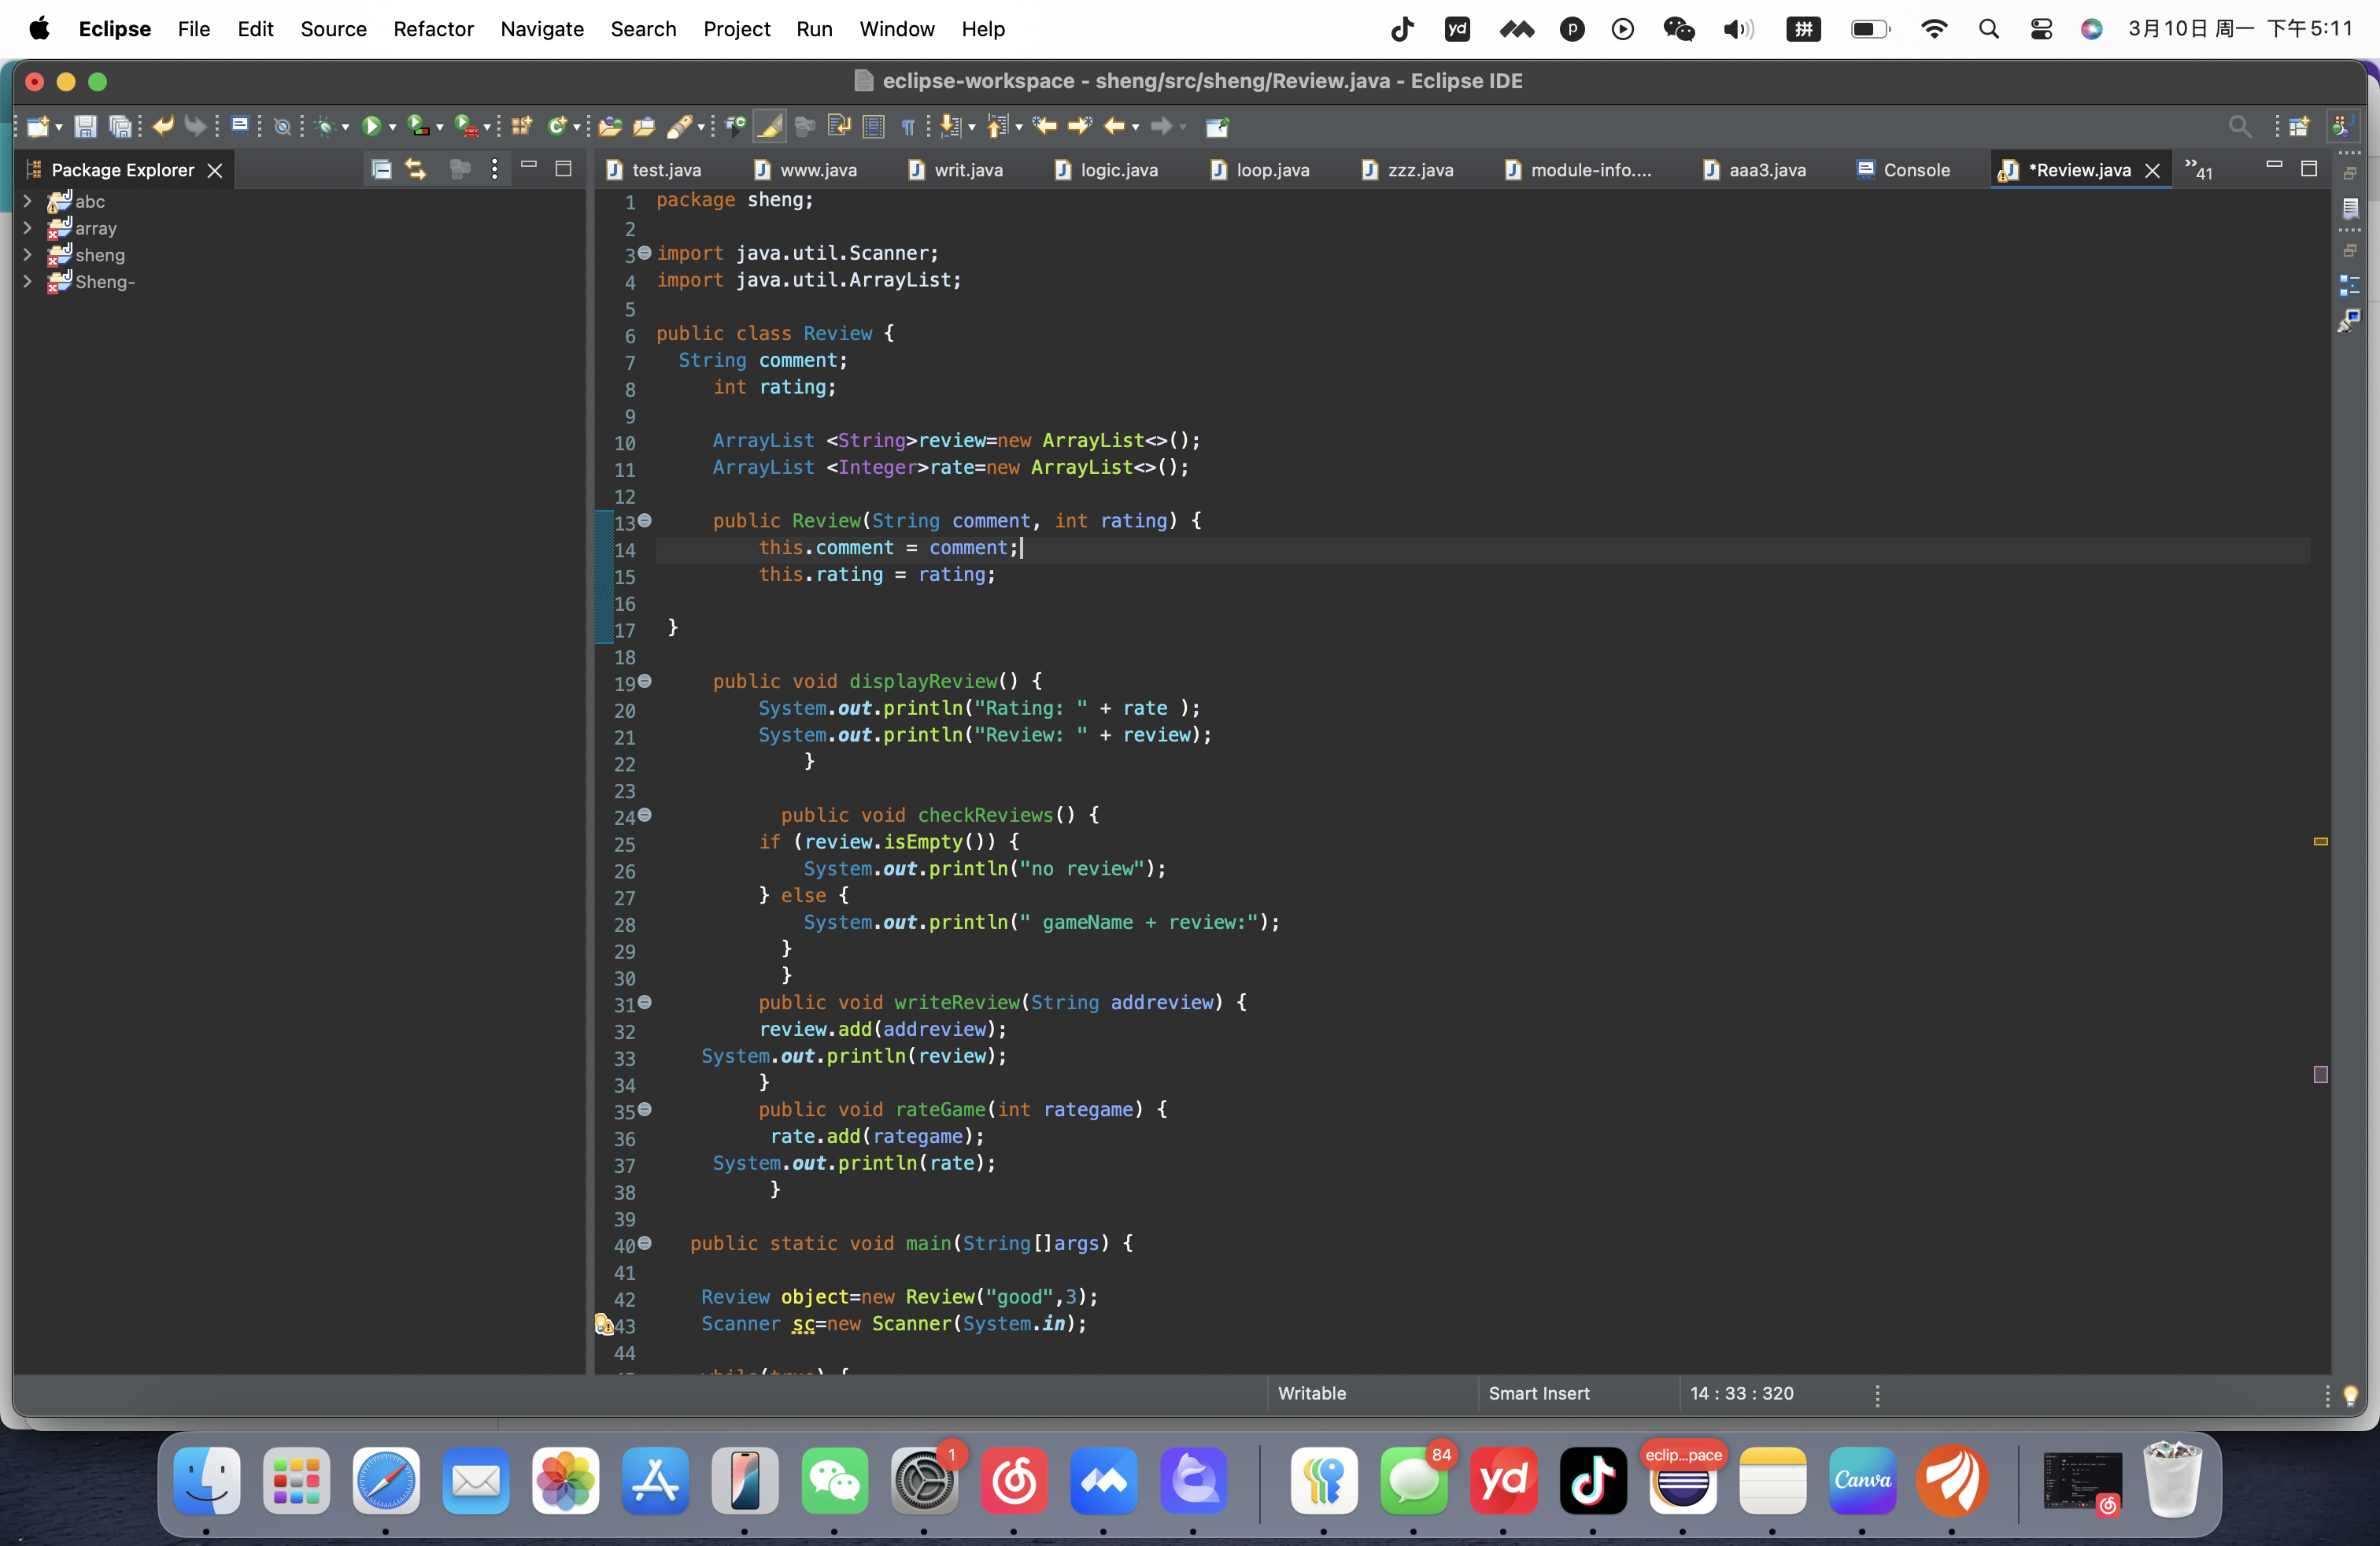 Eclipse File Edit Source Refactor Navigate Search Project Run Window Help yd P 拼 3月10日 周一 下午5:11
eclipse-workspace - sheng/src/sheng/Review.java - Eclipse IDE
Package Explorer
abc
array
sheng
Sheng-
test.java www.java writ.java logic.java loop.java zzz.java module-info.... aaa3.java Console *Review.java »41
1 package sheng;
2
3 import java.util.Scanner;
4 import java.util.ArrayList;
5
6 public class Review {
7 String comment;
8 int rating;
9
10 ArrayList <String>review=new ArrayList<>();
11 ArrayList <Integer>rate=new ArrayList<>();
12
13 public Review(String comment, int rating) {
14 this.comment = comment;
15 this.rating = rating;
16
17 }
18
19 public void displayReview() {
20 System.out.println("Rating: " + rate );
21 System.out.println("Review: " + review);
22 }
23
24 public void checkReviews() {
25 if (review.isEmpty()) {
26 System.out.println("no review");
27 } else {
28 System.out.println(" gameName + review:");
29 }
30 }
31 public void writeReview(String addreview) {
32 review.add(addreview);
33 System.out.println(review);
34 }
35 public void rateGame(int rategame) {
36 rate.add(rategame);
37 System.out.println(rate);
38 }
39
40 public static void main(String[]args) {
41
42 Review object=new Review("good",3);
43 Scanner sc=new Scanner(System.in);
44
Writable Smart Insert 14 : 33 : 320
1 84 yd eclip...pace Canva